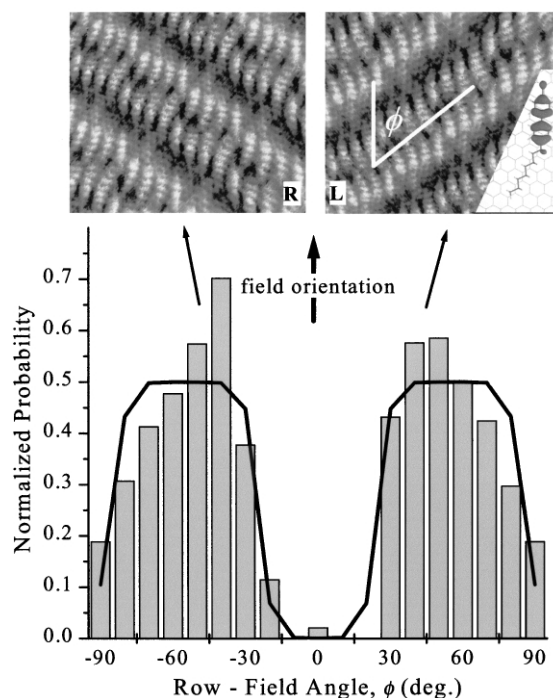 ϕ
R
L
field orientation
Normalized Probability
0.7
0.6
0.5
0.4
0.3
0.2
0.1
0.0
-90 -60 -30 0 30 60 90
Row - Field Angle, ϕ (deg.)